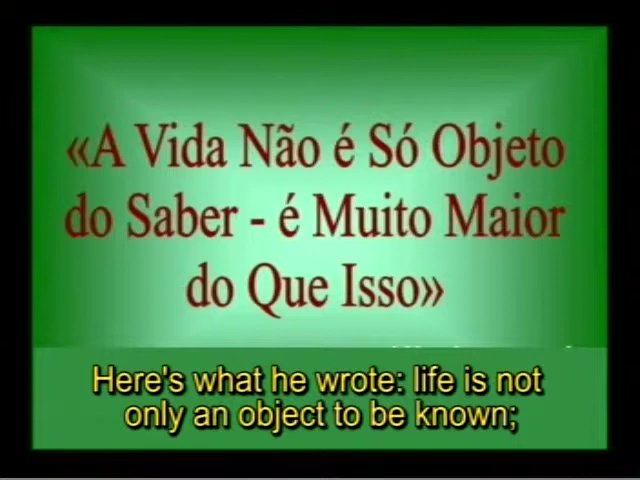 «A Vida Não é Só Objeto
do Saber - é Muito Maior
do Que Isso»
Here's what he wrote: life is not
only an object to be known;